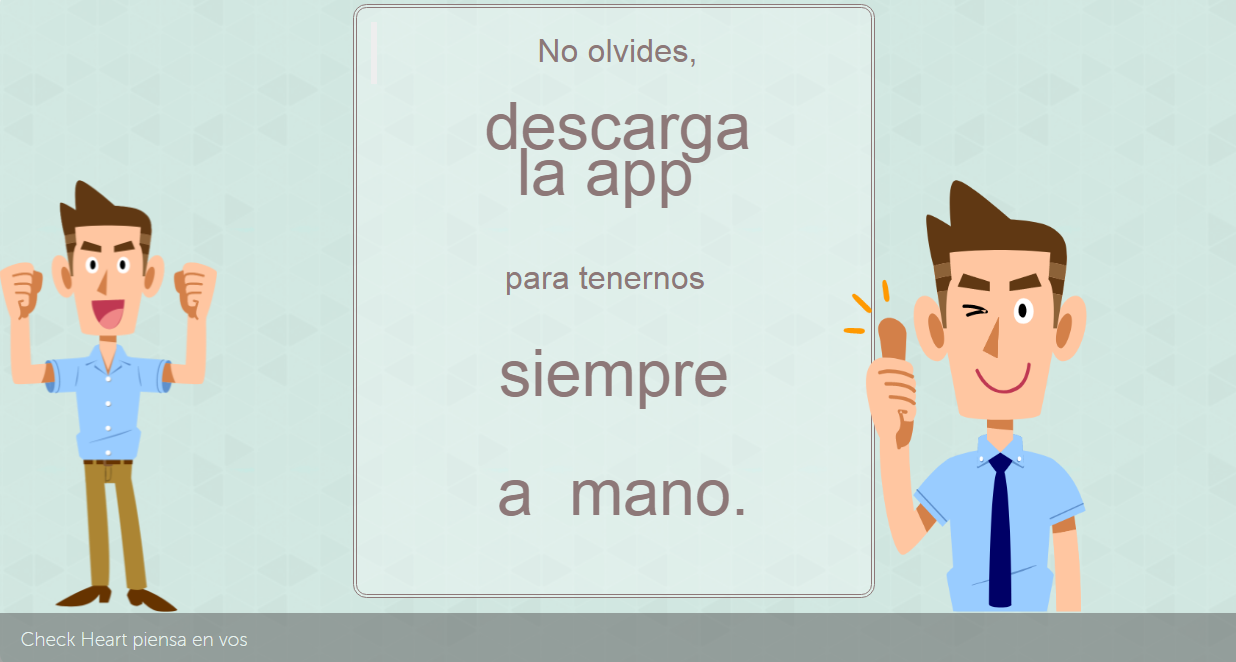 No olvides,
descarga
la app
para tenernos
siempre
a mano.
Check Heart piensa en vos